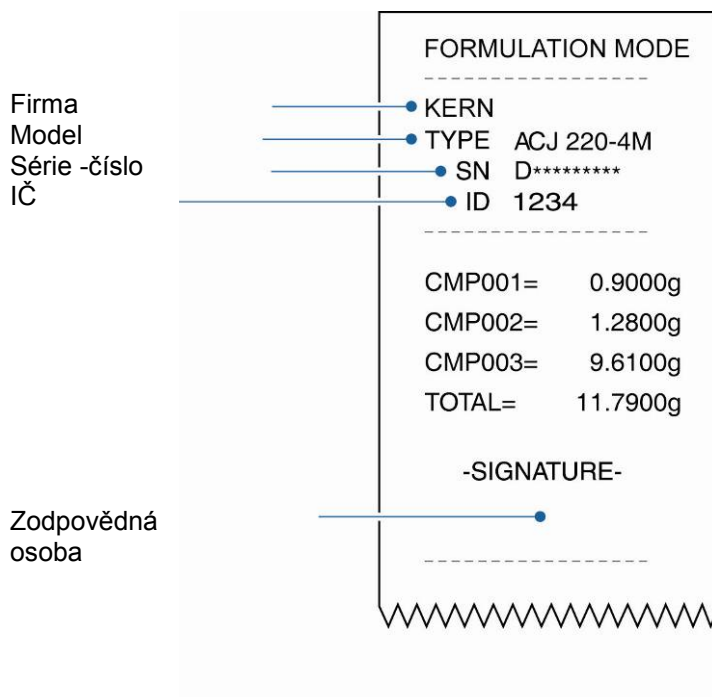 FORMULATION MODE
Firma
KERN
Model
TYPE ACJ 220-4M
Série -číslo
SN D*********
IČ
ID 1234
CMP001= 0.9000g
CMP002= 1.2800g
CMP003= 9.6100g
TOTAL= 11.7900g
-SIGNATURE-
Zodpovědná
osoba